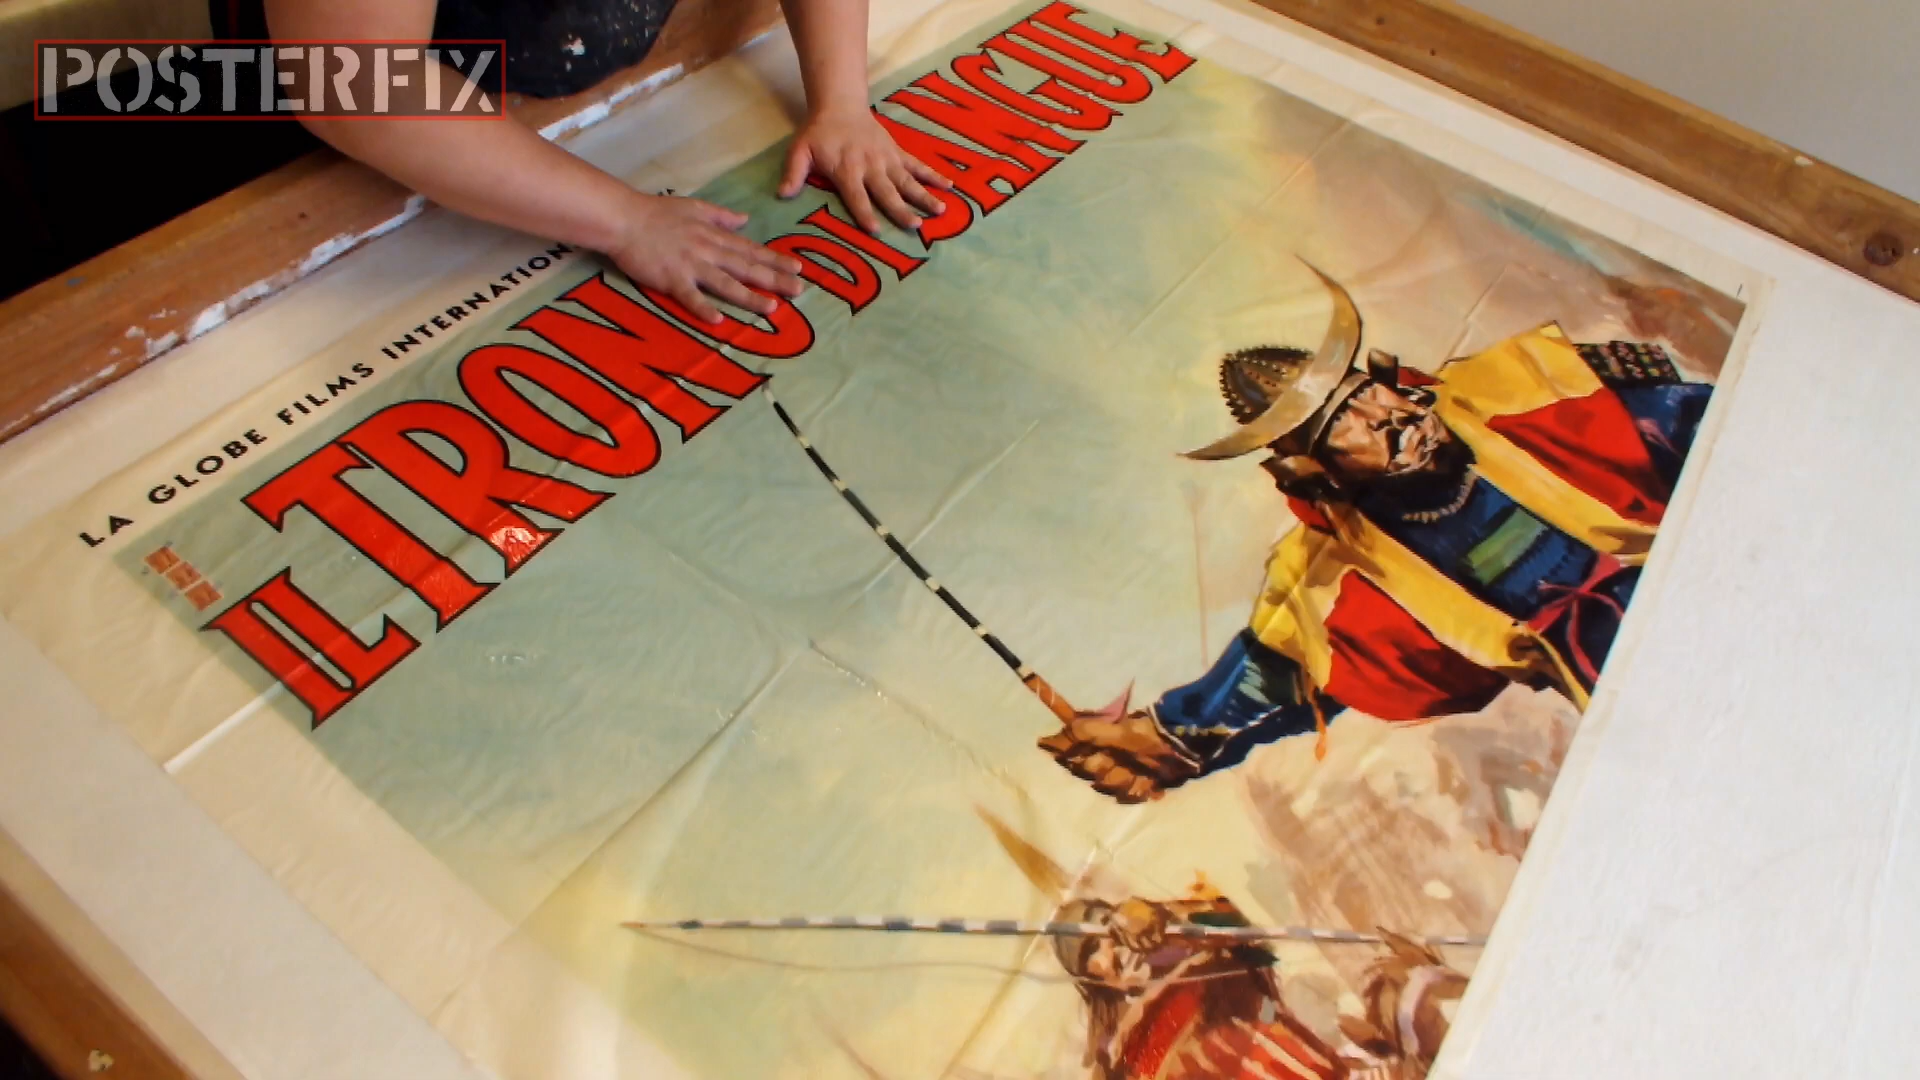 POSTERFIX
LA GLOBE FILMS INTERNATION
IL TRONO DI SANGUE